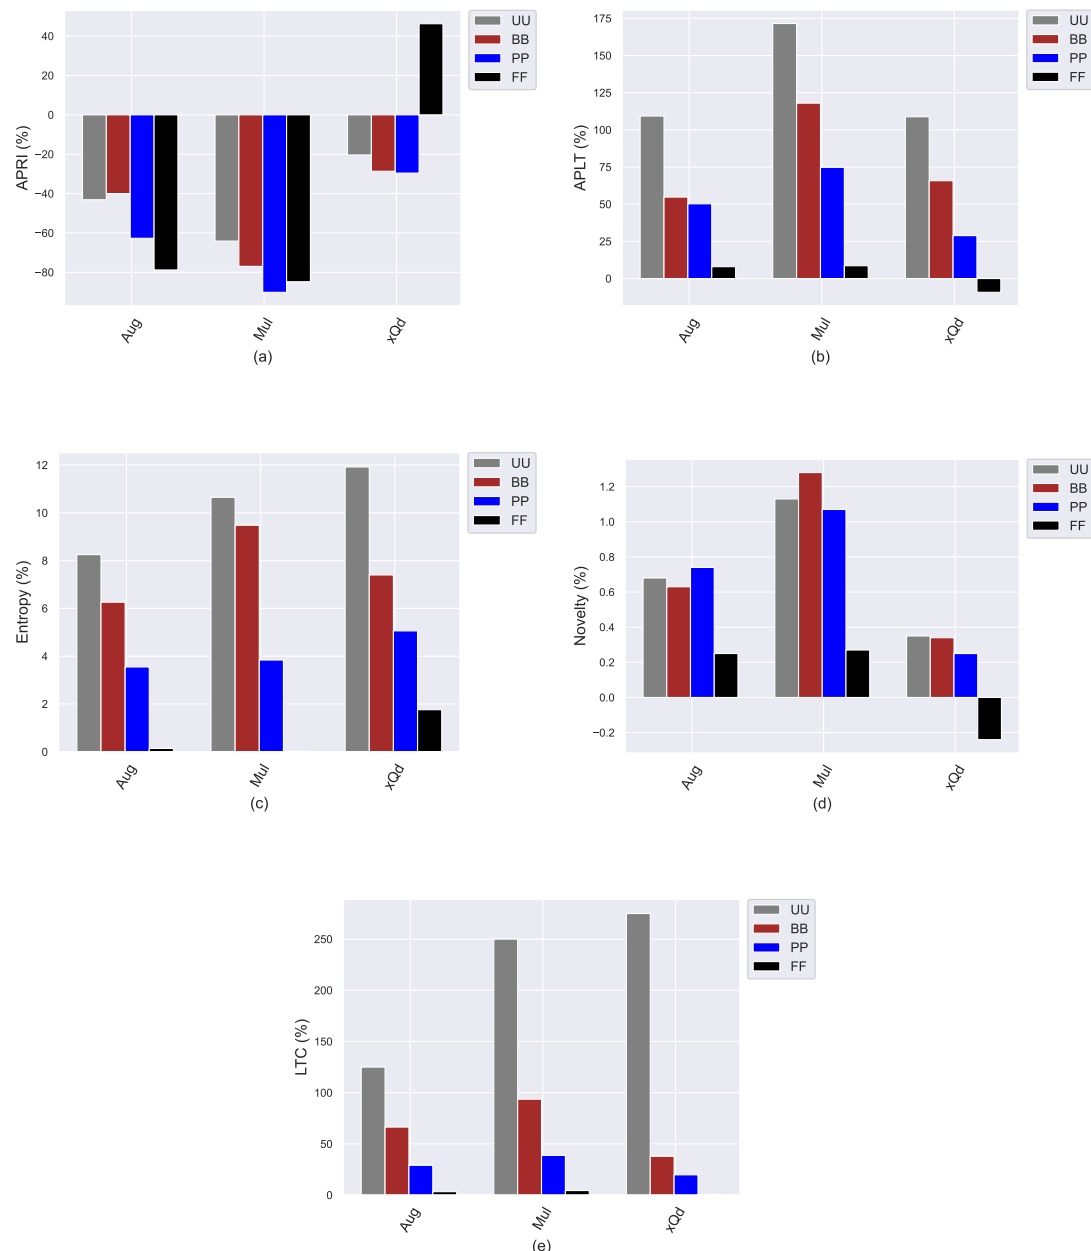 UU
BB
PP
FF
40
20
0
−20
−40
−60
−80
APRI (%)
Aug
Mul
xQd
(a)
UU
BB
PP
FF
175
150
125
100
75
50
25
0
APLT (%)
Aug
Mul
xQd
(b)
UU
BB
PP
FF
12
10
8
6
4
2
0
Entropy (%)
Aug
Mul
xQd
(c)
UU
BB
PP
FF
1.2
1.0
0.8
0.6
0.4
0.2
0.0
−0.2
Novelty (%)
Aug
Mul
xQd
(d)
UU
BB
PP
FF
250
200
150
100
50
0
LTC (%)
Aug
Mul
xQd
(e)